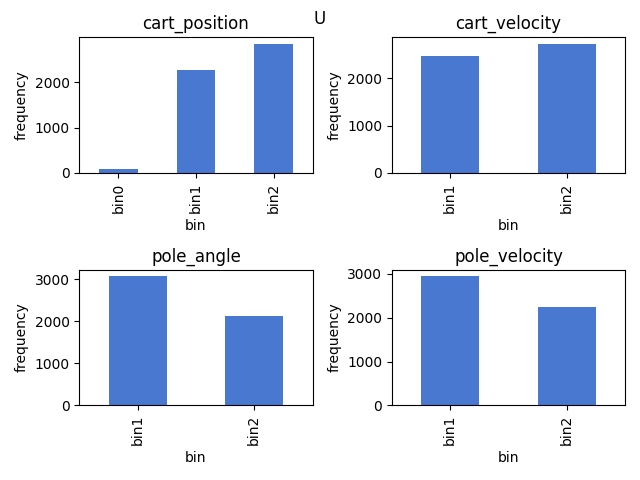 U
cart_position
frequency
2000
1000
0
bin0
bin1
bin2
bin
cart_velocity
frequency
2000
1000
0
bin1
bin2
bin
pole_angle
frequency
3000
2000
1000
0
bin1
bin2
bin
pole_velocity
frequency
3000
2000
1000
0
bin1
bin2
bin